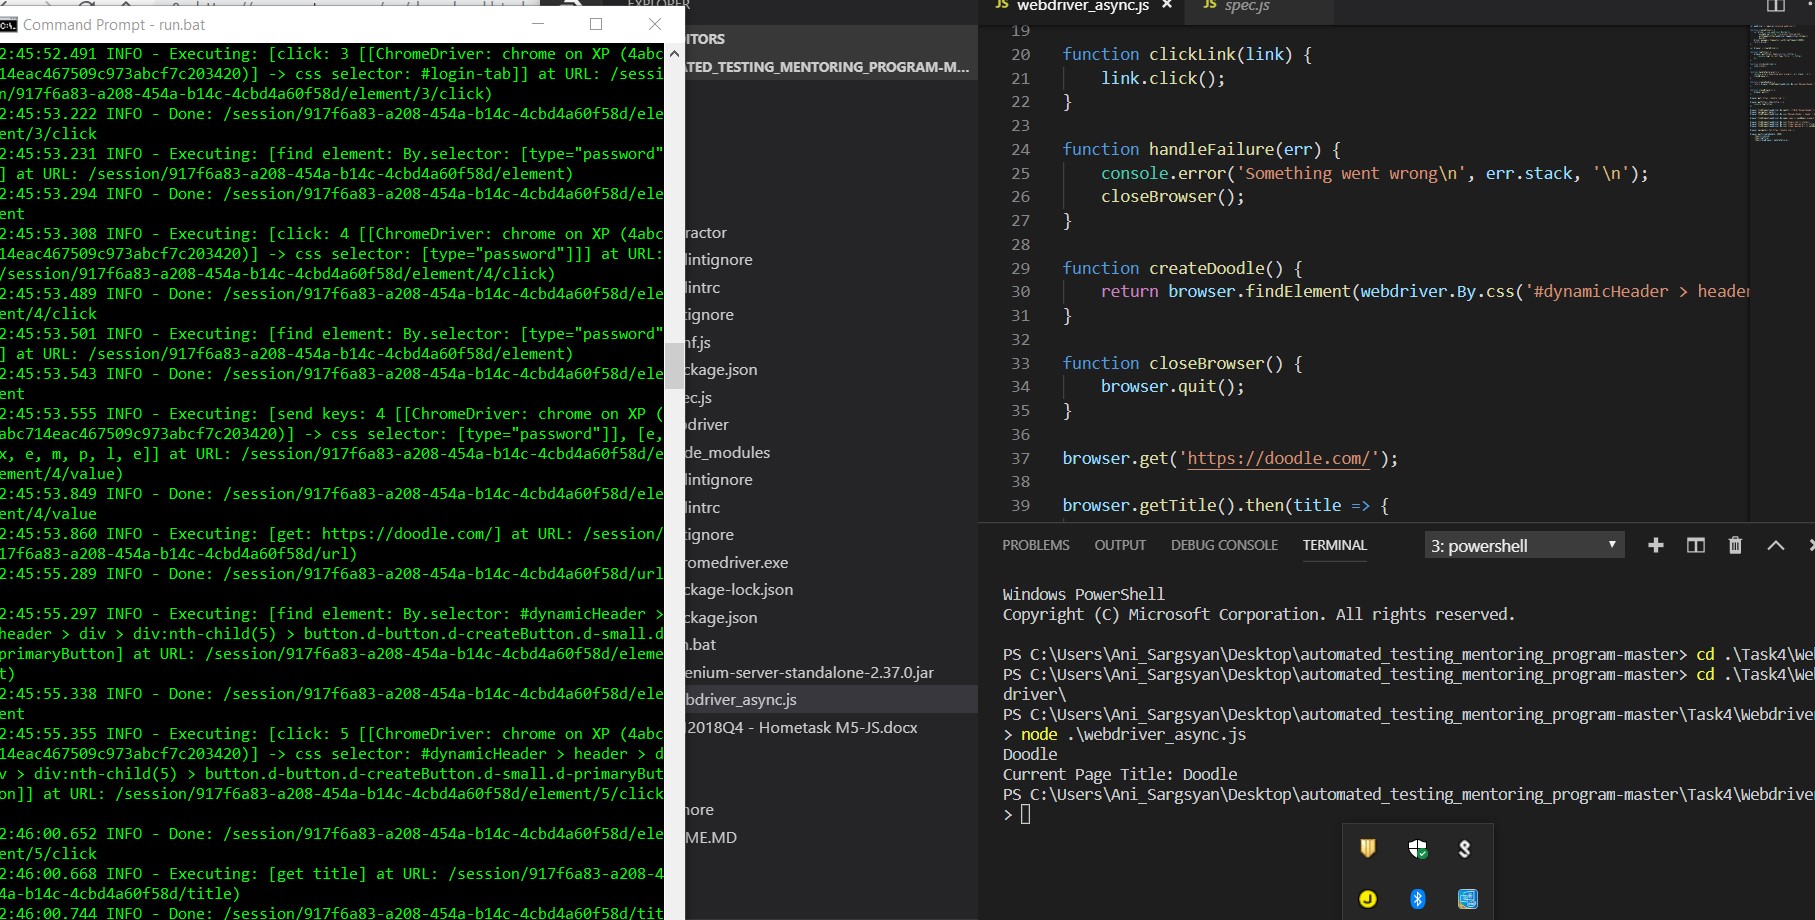 Command Prompt - run.bat
2:45:52.491 INFO - Executing: [click: 3 [[ChromeDriver: chrome on XP (4abc
14eac467509c973abcf7c203420)] -> css selector: #login-tab]] at URL: /sessi
n/917f6a83-a208-454a-b14c-4cbd4a60f58d/element/3/click)
2:45:53.222 INFO - Done: /session/917f6a83-a208-454a-b14c-4cbd4a60f58d/ele
ent/3/click
2:45:53.231 INFO - Executing: [find element: By.selector: [type="password"
] at URL: /session/917f6a83-a208-454a-b14c-4cbd4a60f58d/element)
2:45:53.294 INFO - Done: /session/917f6a83-a208-454a-b14c-4cbd4a60f58d/ele
ent
2:45:53.308 INFO - Executing: [click: 4 [[ChromeDriver: chrome on XP (4abc
14eac467509c973abcf7c203420)] -> css selector: [type="password"]]] at URL:
/session/917f6a83-a208-454a-b14c-4cbd4a60f58d/element/4/click)
2:45:53.489 INFO - Done: /session/917f6a83-a208-454a-b14c-4cbd4a60f58d/ele
ent/4/click
2:45:53.501 INFO - Executing: [find element: By.selector: [type="password"
] at URL: /session/917f6a83-a208-454a-b14c-4cbd4a60f58d/element)
2:45:53.543 INFO - Done: /session/917f6a83-a208-454a-b14c-4cbd4a60f58d/ele
ent
2:45:53.555 INFO - Executing: [send keys: 4 [[ChromeDriver: chrome on XP (
abc714eac467509c973abcf7c203420)] -> css selector: [type="password"]], [e,
x, e, m, p, l, e]] at URL: /session/917f6a83-a208-454a-b14c-4cbd4a60f58d/e
ement/4/value)
2:45:53.849 INFO - Done: /session/917f6a83-a208-454a-b14c-4cbd4a60f58d/ele
ent/4/value
2:45:53.860 INFO - Executing: [get: https://doodle.com/] at URL: /session/
17f6a83-a208-454a-b14c-4cbd4a60f58d/url)
2:45:55.289 INFO - Done: /session/917f6a83-a208-454a-b14c-4cbd4a60f58d/url
2:45:55.297 INFO - Executing: [find element: By.selector: #dynamicHeader >
header > div > div:nth-child(5) > button.d-button.d-createButton.d-small.d
primaryButton] at URL: /session/917f6a83-a208-454a-b14c-4cbd4a60f58d/eleme
t)
2:45:55.338 INFO - Done: /session/917f6a83-a208-454a-b14c-4cbd4a60f58d/ele
ent
2:45:55.355 INFO - Executing: [click: 5 [[ChromeDriver: chrome on XP (4abc
14eac467509c973abcf7c203420)] -> css selector: #dynamicHeader > header > d
v > div:nth-child(5) > button.d-button.d-createButton.d-small.d-primaryBut
on]] at URL: /session/917f6a83-a208-454a-b14c-4cbd4a60f58d/element/5/click
2:46:00.652 INFO - Done: /session/917f6a83-a208-454a-b14c-4cbd4a60f58d/ele
ent/5/click
2:46:00.668 INFO - Executing: [get title] at URL: /session/917f6a83-a208-4
4a-b14c-4cbd4a60f58d/title)
2:46:00.744 INFO - Done: /session/917f6a83-a208-454a-b14c-4cbd4a60f58d/tit
EXPLORER
ITORS
ATED_TESTING_MENTORING_PROGRAM-M...
ractor
lintignore
lintrc
tignore
nf.js
ckage.json
ec.js
bdriver
de_modules
lintignore
lintrc
tignore
romedriver.exe
ckage-lock.json
ckage.json
n.bat
enium-server-standalone-2.37.0.jar
bdriver_async.js
12018Q4 - Hometask M5-JS.docx
nore
ME.MD
JS webdriver_async.js
JS spec.js
19
20 function clickLink(link) {
21 link.click();
22 }
23
24 function handleFailure(err) {
25 console.error('Something went wrong\n', err.stack, '\n');
26 closeBrowser();
27 }
28
29 function createDoodle() {
30 return browser.findElement(webdriver.By.css('#dynamicHeader > header
31 }
32
33 function closeBrowser() {
34 browser.quit();
35 }
36
37 browser.get('https://doodle.com/');
38
39 browser.getTitle().then(title => {
PROBLEMS OUTPUT DEBUG CONSOLE TERMINAL 3: powershell
Windows PowerShell
Copyright (C) Microsoft Corporation. All rights reserved.
PS C:\Users\Ani_Sargsyan\Desktop\automated_testing_mentoring_program-master> cd .\Task4\We
PS C:\Users\Ani_Sargsyan\Desktop\automated_testing_mentoring_program-master> cd .\Task4\We
driver\
PS C:\Users\Ani_Sargsyan\Desktop\automated_testing_mentoring_program-master\Task4\Webdrive
> node .\webdriver_async.js
Doodle
Current Page Title: Doodle
PS C:\Users\Ani_Sargsyan\Desktop\automated_testing_mentoring_program-master\Task4\Webdrive
>